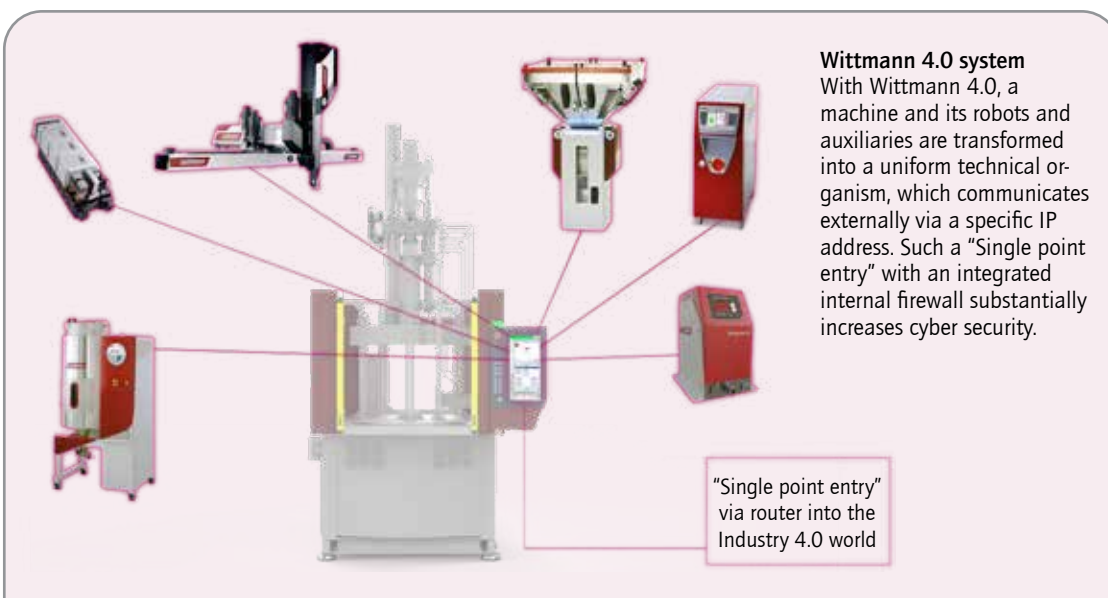 Wittmann 4.0 system
With Wittmann 4.0, a
machine and its robots and
auxiliaries are transformed
into a uniform technical or-
ganism, which communicates
externally via a specific IP
address. Such a “Single point
entry” with an integrated
internal firewall substantially
increases cyber security.
“Single point entry”
via router into the
Industry 4.0 world